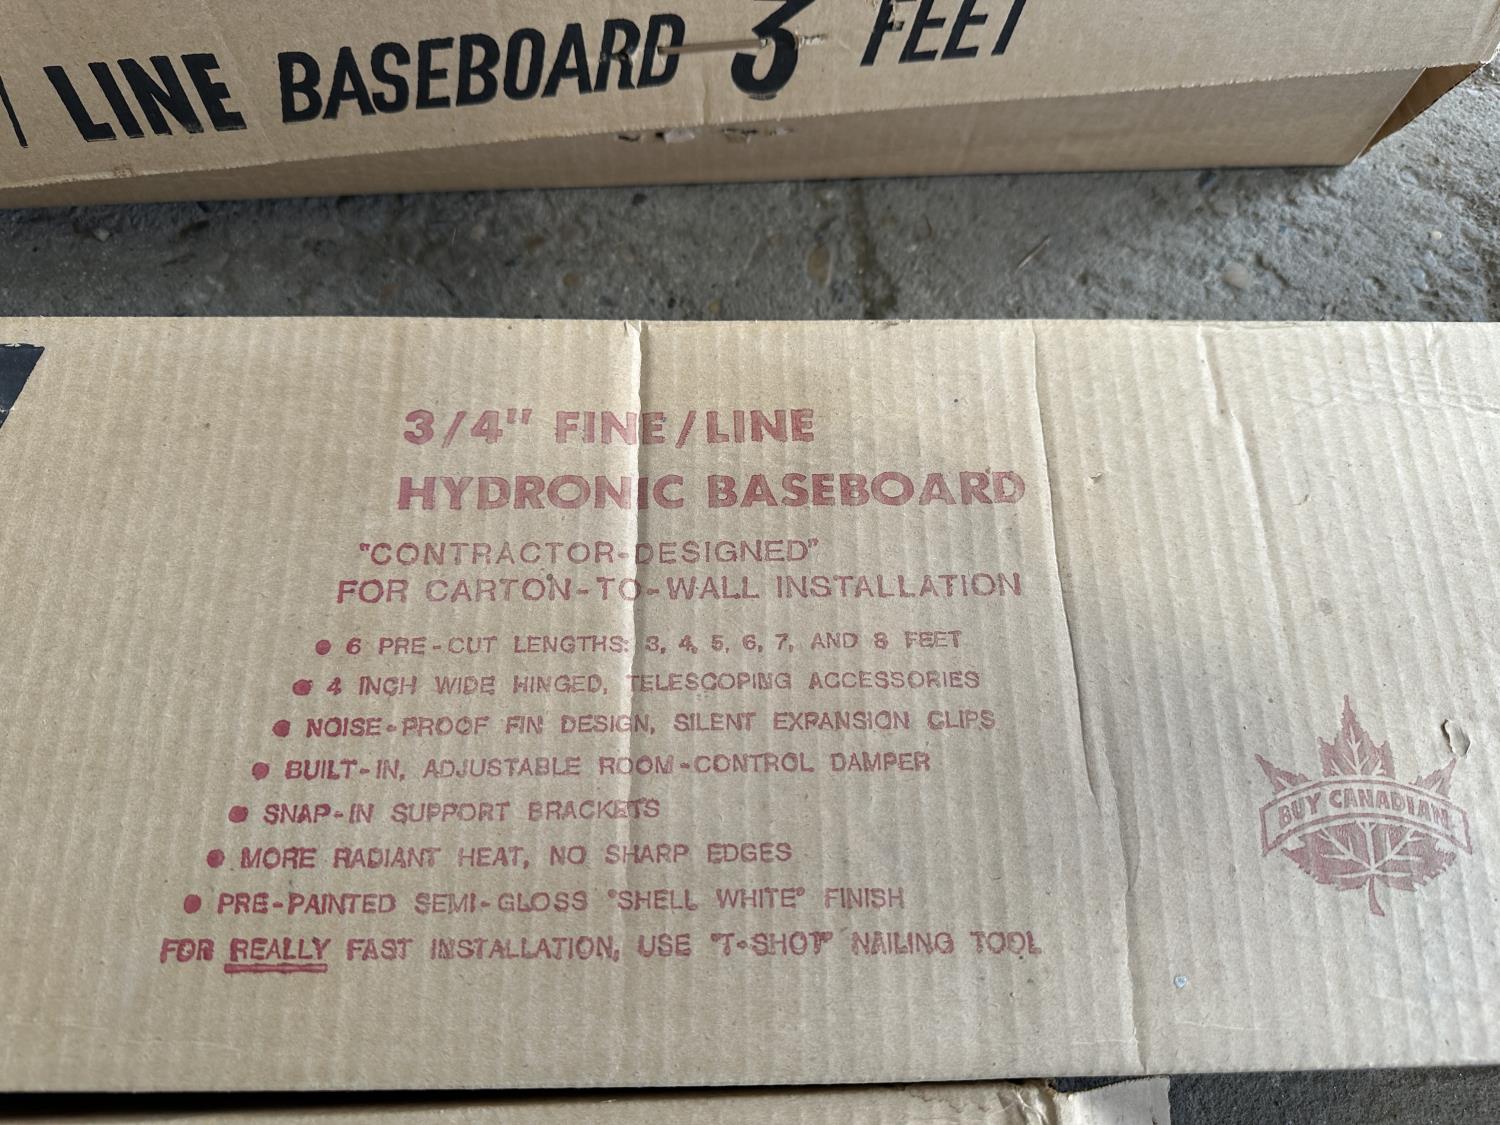 LINE BASEBOARD 3 FEET
3/4" FINE/LINE
HYDRONIC BASEBOARD
"CONTRACTOR-DESIGNED"
FOR CARTON-TO-WALL INSTALLATION
● 6 PRE-CUT LENGTHS: 3, 4, 5, 6, 7, AND 8 FEET
● 4 INCH WIDE HINGED, TELESCOPING ACCESSORIES
● NOISE-PROOF FIN DESIGN, SILENT EXPANSION CLIPS
● BUILT-IN, ADJUSTABLE ROOM-CONTROL DAMPER
● SNAP-IN SUPPORT BRACKETS
● MORE RADIANT HEAT, NO SHARP EDGES
● PRE-PAINTED SEMI-GLOSS "SHELL WHITE" FINISH
FOR REALLY FAST INSTALLATION, USE "T-SHOT" NAILING TOOL
BUY CANADIAN